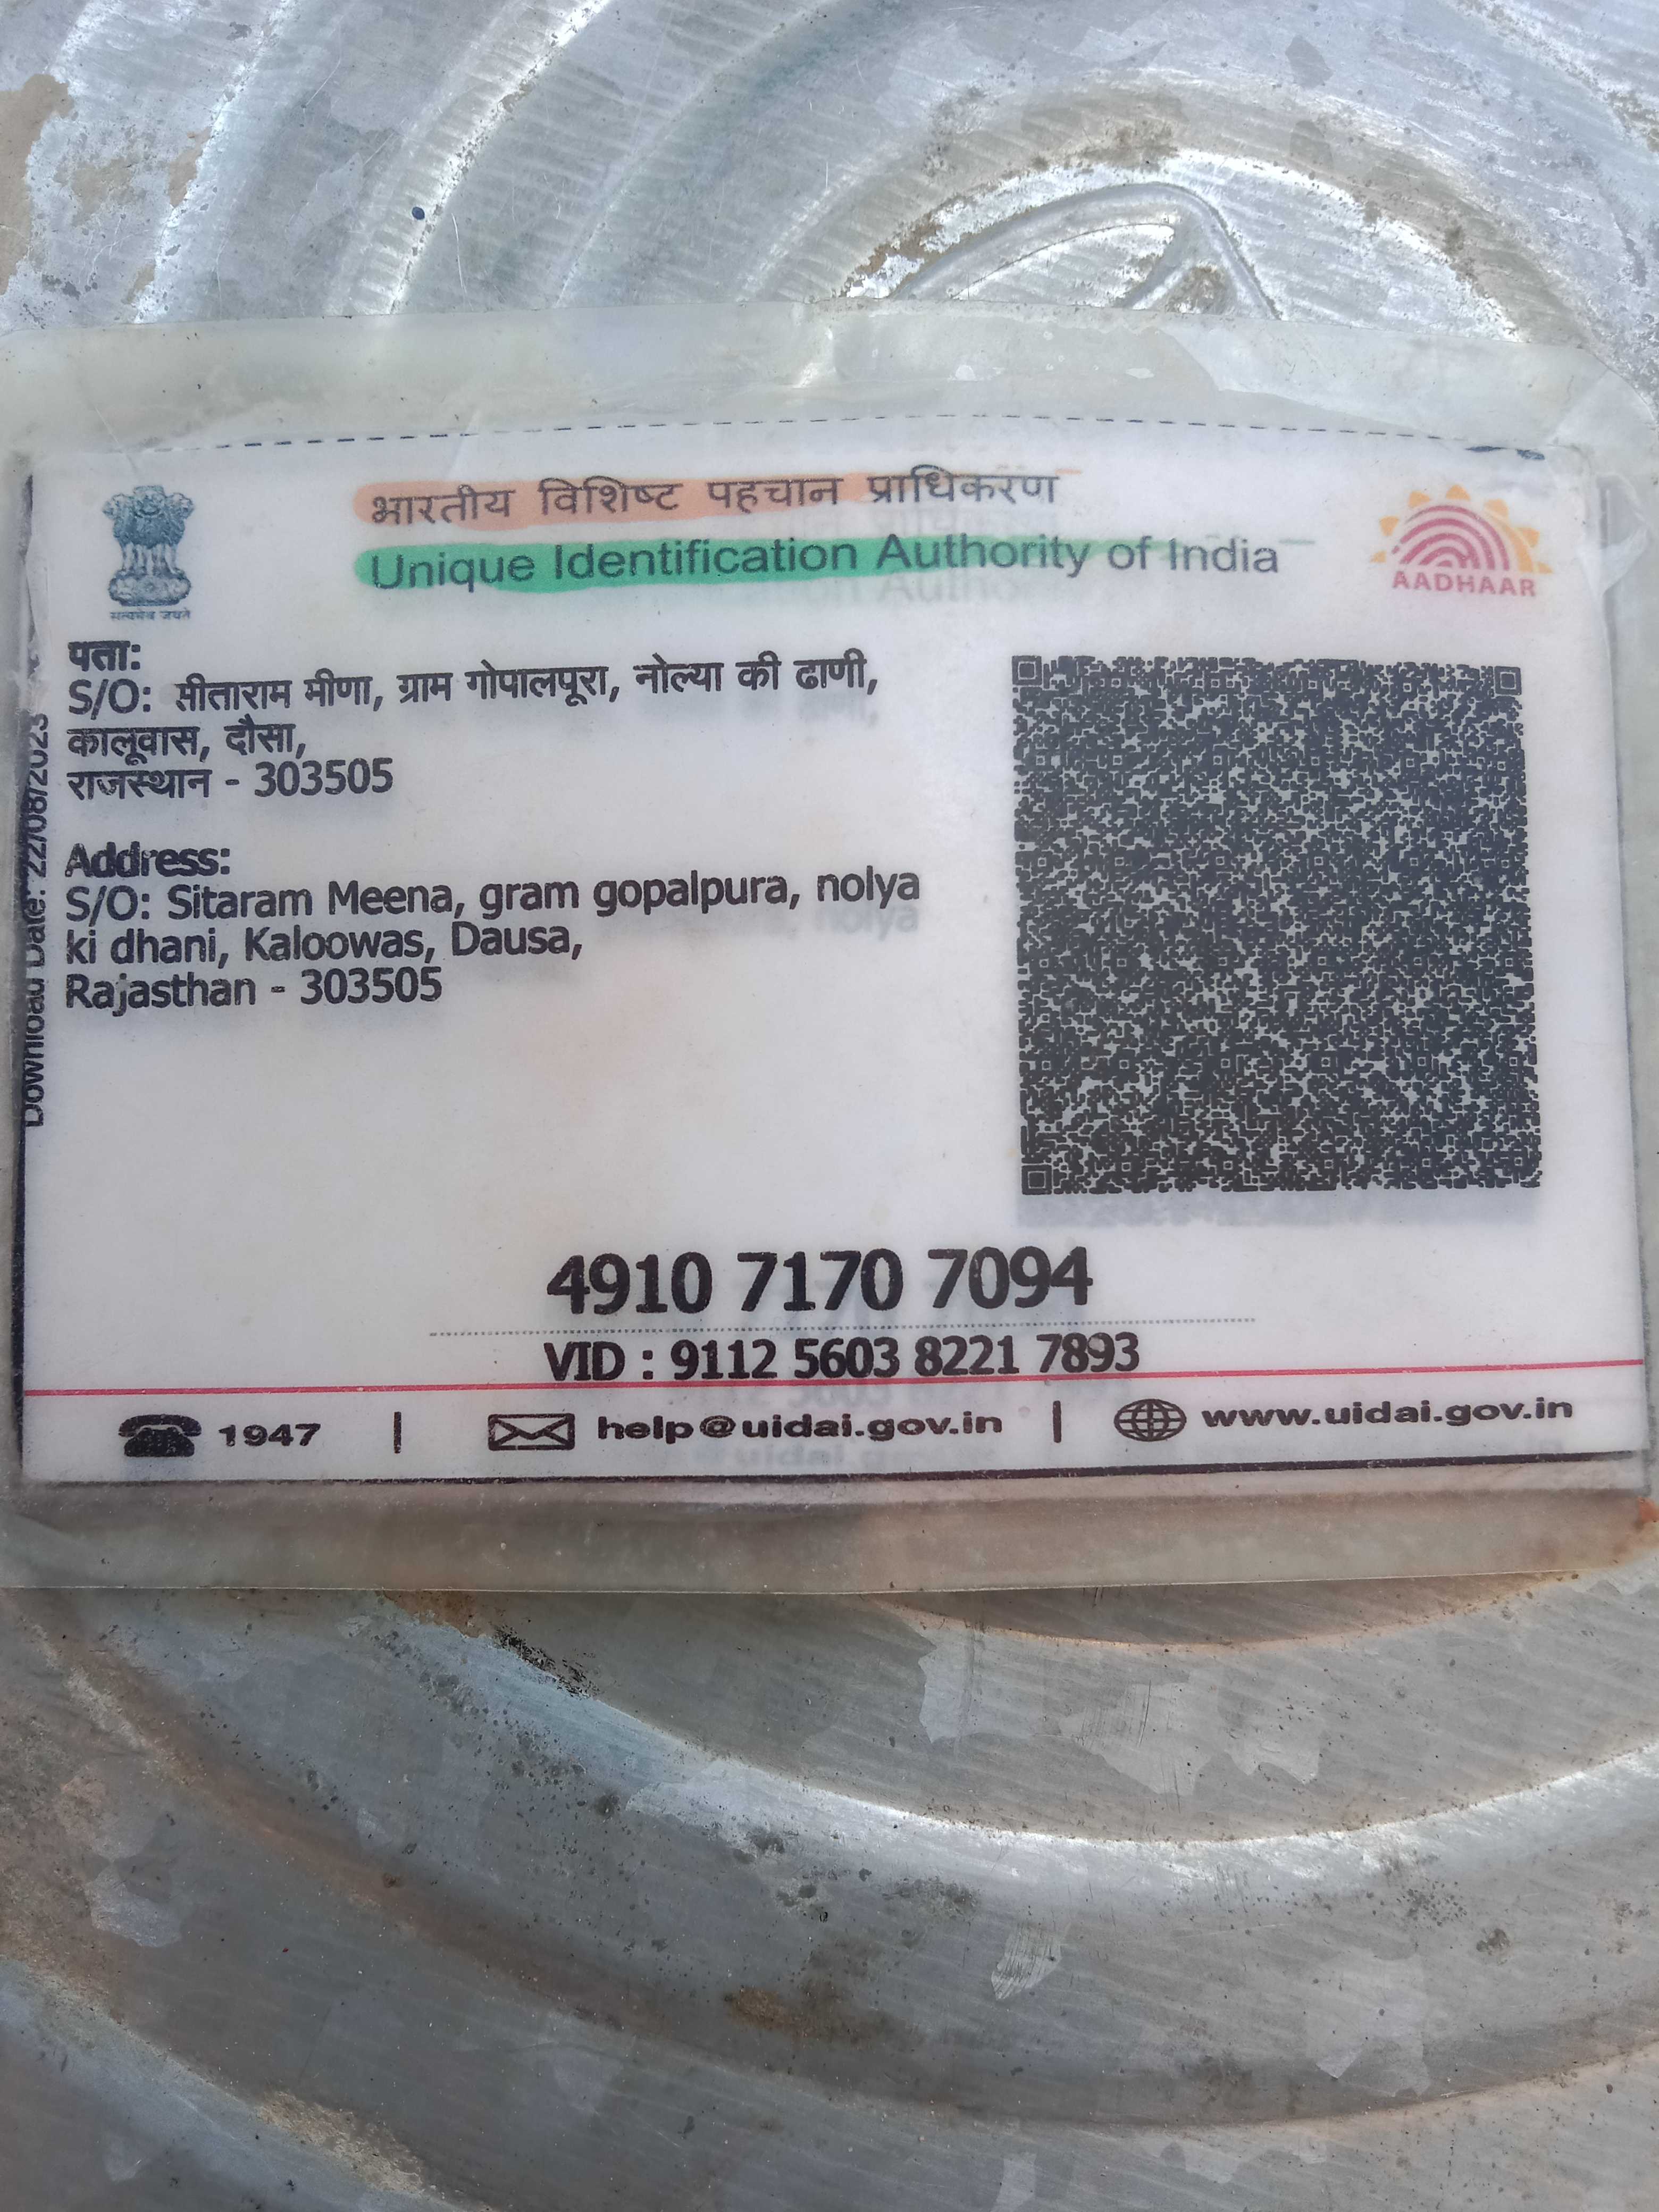 भारतीय विशिष्ट पहचान प्राधिकरण
Unique Identification Authority of India
AADHAAR
सत्यमेव जयते
पता:
S/O: सीताराम मीणा, ग्राम गोपालपूरा, नोल्या की ढाणी,
कालूवास, दौसा,
राजस्थान - 303505
Address:
S/O: Sitaram Meena, gram gopalpura, nolya
ki dhani, Kaloowas, Dausa,
Rajasthan - 303505
Download Date: 22/08/2023
4910 7170 7094
VID : 9112 5603 8221 7893
1947 | help@uidai.gov.in | www.uidai.gov.in